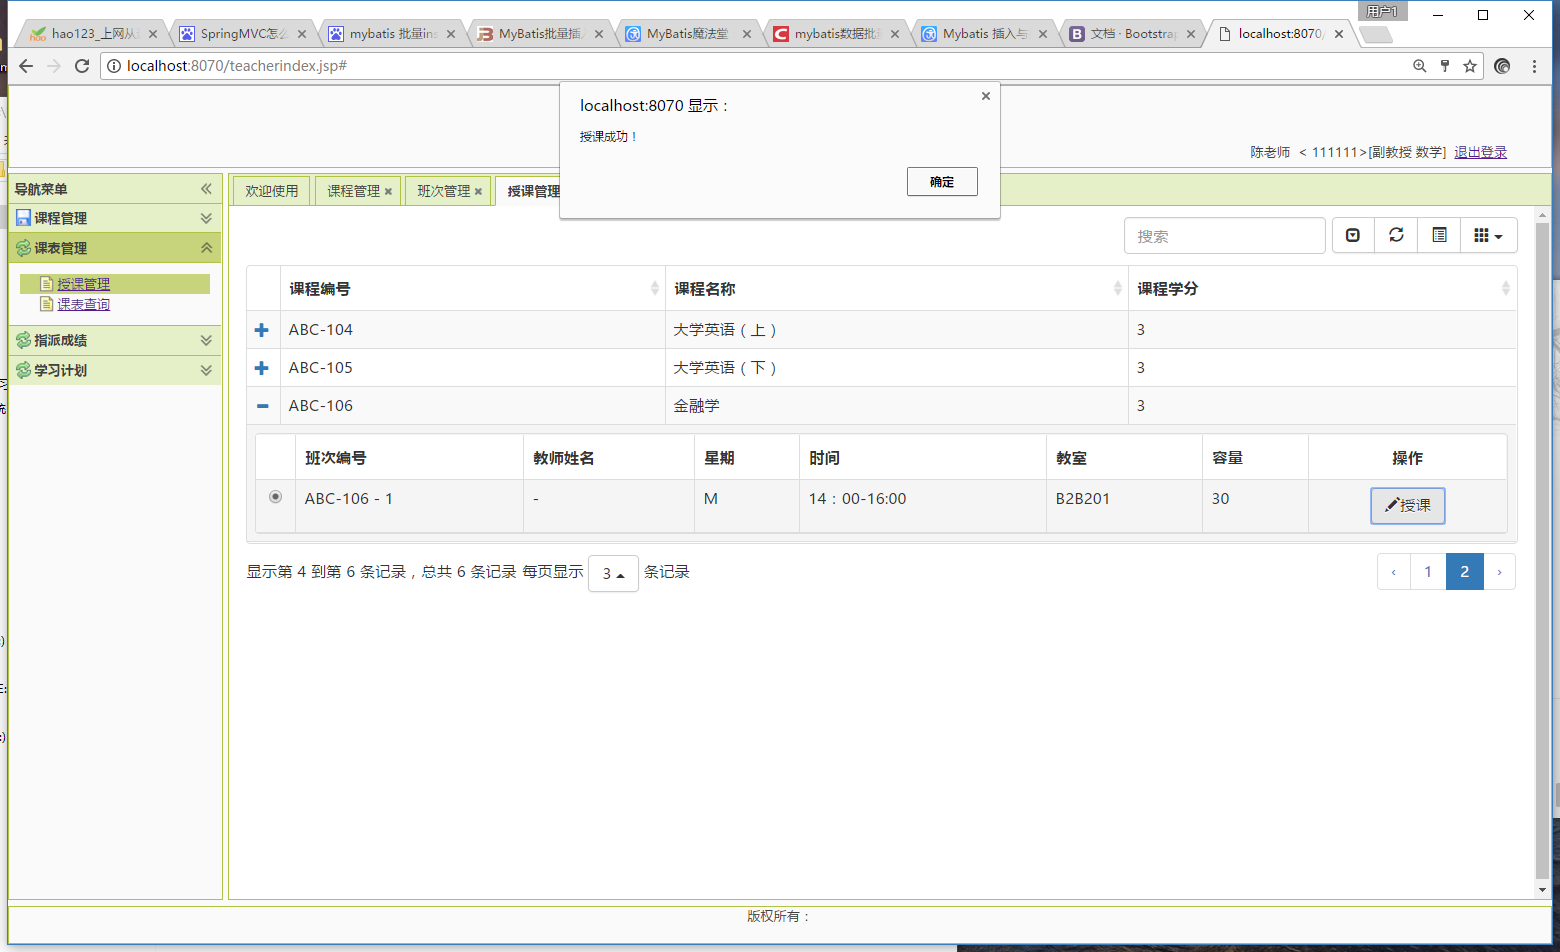 用户1
hao123_上网从
SpringMVC怎么
mybatis 批量ins
MyBatis批量插入
MyBatis魔法堂
mybatis数据批
Mybatis 插入与
文档 · Bootstrap
localhost:8070/
localhost:8070/teacherindex.jsp#
localhost:8070 显示：
授课成功！
确定
陈老师 < 111111>[副教授 数学] 退出登录
导航菜单
课程管理
课表管理
授课管理
课表查询
指派成绩
学习计划
欢迎使用
课程管理
班次管理
授课管理
搜索
课程编号 课程名称 课程学分
ABC-104 大学英语（上） 3
ABC-105 大学英语（下） 3
ABC-106 金融学 3
班次编号 教师姓名 星期 时间 教室 容量 操作
ABC-106 - 1 - M 14：00-16:00 B2B201 30 授课
显示第 4 到第 6 条记录，总共 6 条记录 每页显示 3 条记录
‹ 1 2 ›
版权所有：